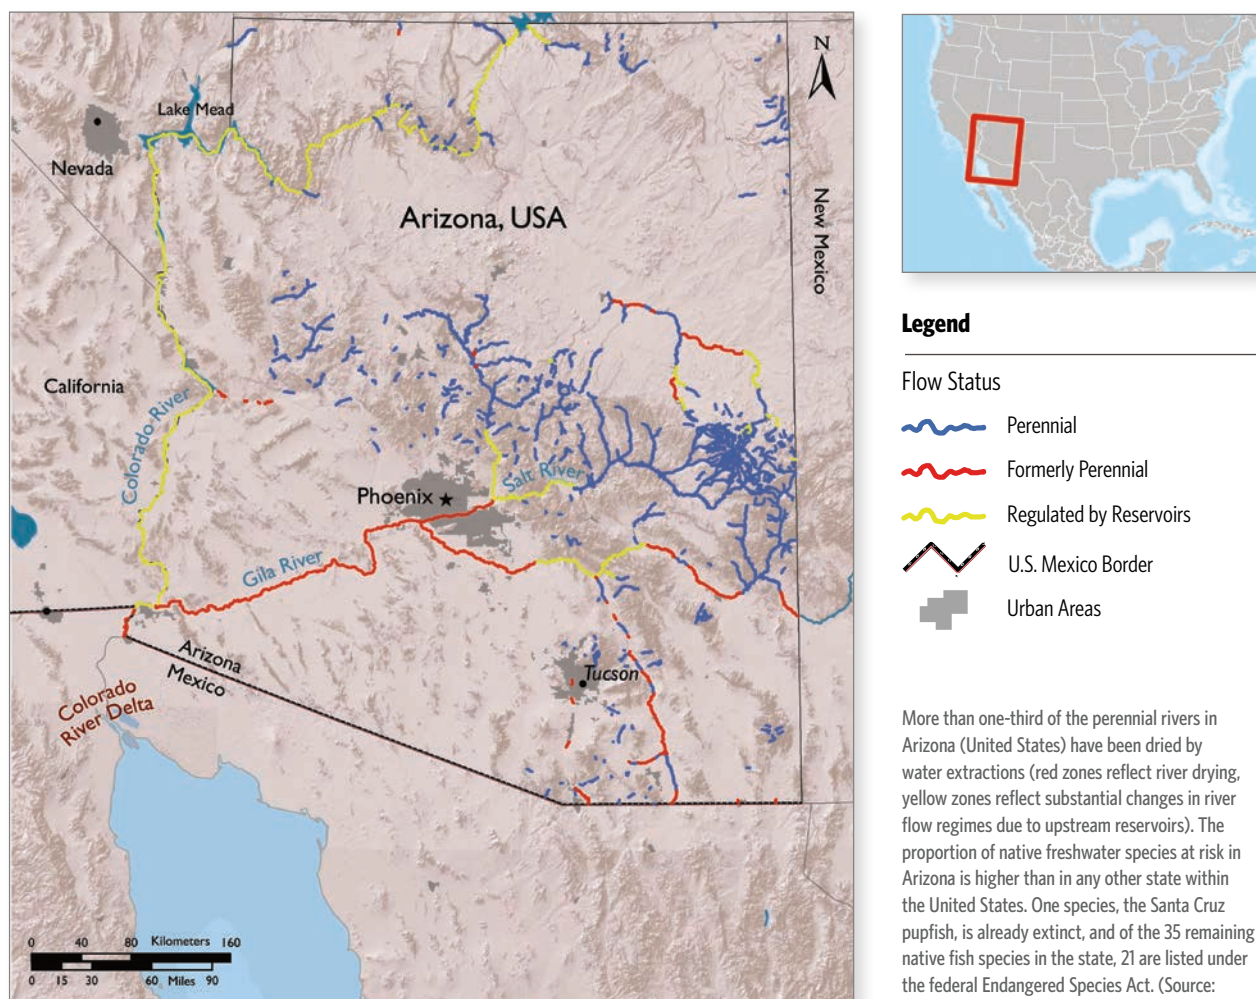 N
Lake Mead
Nevada
Arizona, USA
New Mexico
California
Colorado River
Phoenix
Salt River
Gila River
Arizona
Mexico
Tucson
Colorado
River Delta
0 40 80 Kilometers 160
0 15 30 60 Miles 90
Legend
Flow Status
Perennial
Formerly Perennial
Regulated by Reservoirs
U.S. Mexico Border
Urban Areas
More than one-third of the perennial rivers in
Arizona (United States) have been dried by
water extractions (red zones reflect river drying,
yellow zones reflect substantial changes in river
flow regimes due to upstream reservoirs). The
proportion of native freshwater species at risk in
Arizona is higher than in any other state within
the United States. One species, the Santa Cruz
pupfish, is already extinct, and of the 35 remaining
native fish species in the state, 21 are listed under
the federal Endangered Species Act. (Source: